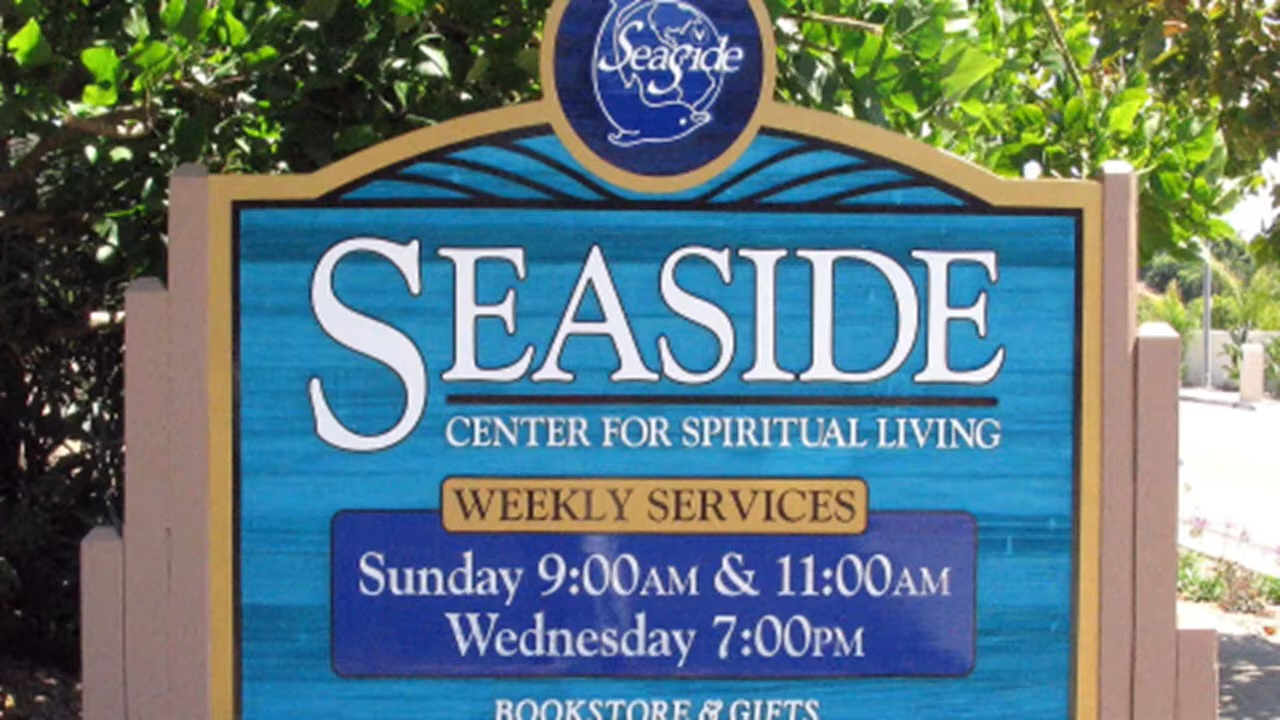 Seaside
SEASIDE
CENTER FOR SPIRITUAL LIVING
WEEKLY SERVICES
Sunday 9:00AM & 11:00AM
Wednesday 7:00PM
BOOKSTORE & GIFTS